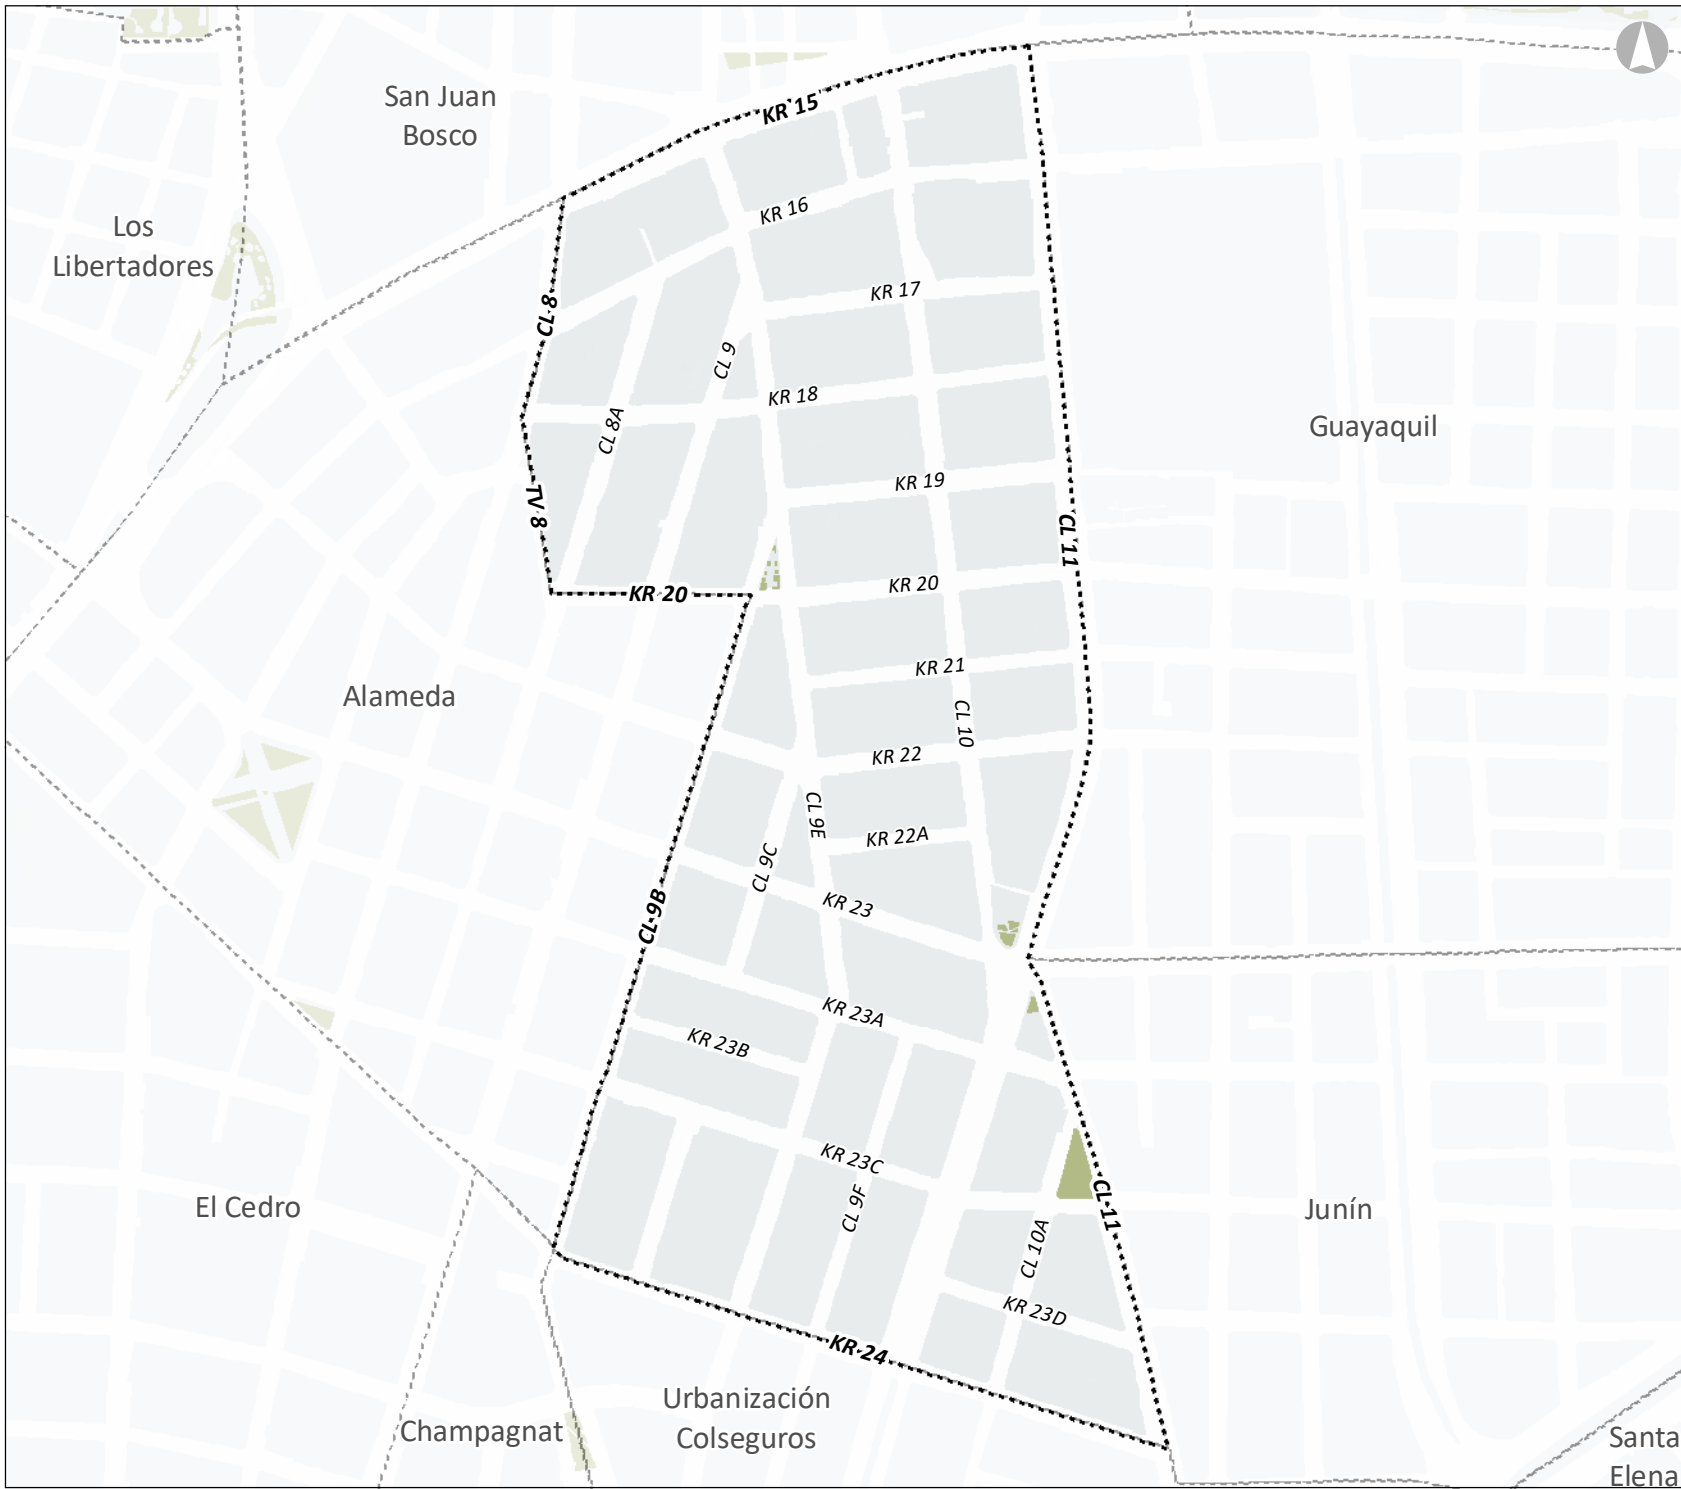 San Juan
Bosco
KR 15
Los
Libertadores
KR 16
CL 8
KR 17
CL 9
KR 18
CL 8A
Guayaquil
KR 19
TV 8
CL 11
KR 20
KR 20
KR 21
Alameda
CL 10
KR 22
CL 9E
KR 22A
CL 9C
KR 23
CL 9B
KR 23A
KR 23B
KR 23C
CL 9F
CL 11
El Cedro
Junín
CL 10A
KR 23D
KR 24
Urbanización
Colseguros
Champagnat
Santa
Elena